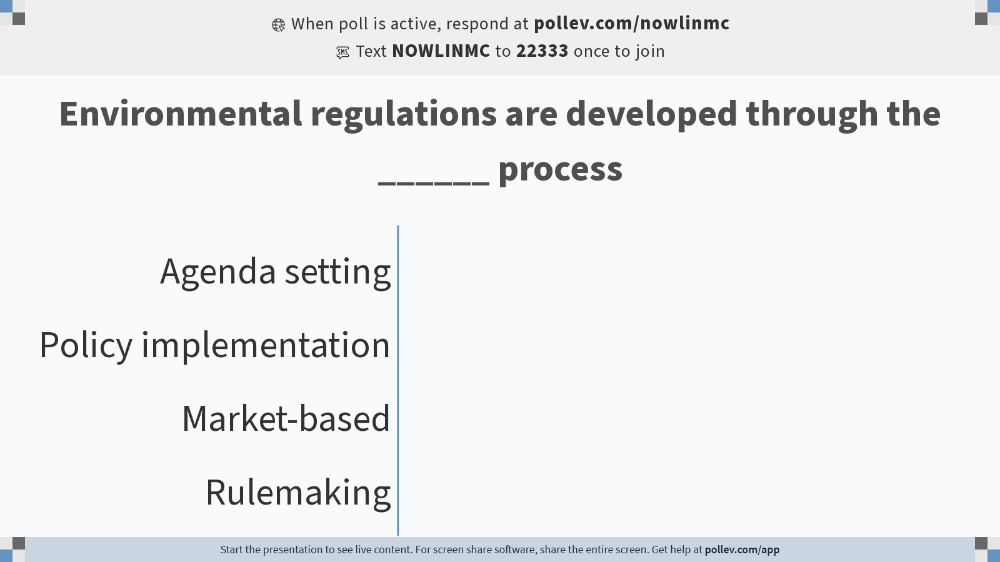 When poll is active, respond at pollev.com/nowlinmc
SMS Text NOWLINMC to 22333 once to join
Environmental regulations are developed through the
______ process
Agenda setting
Policy implementation
Market-based
Rulemaking
Start the presentation to see live content. For screen share software, share the entire screen. Get help at pollev.com/app